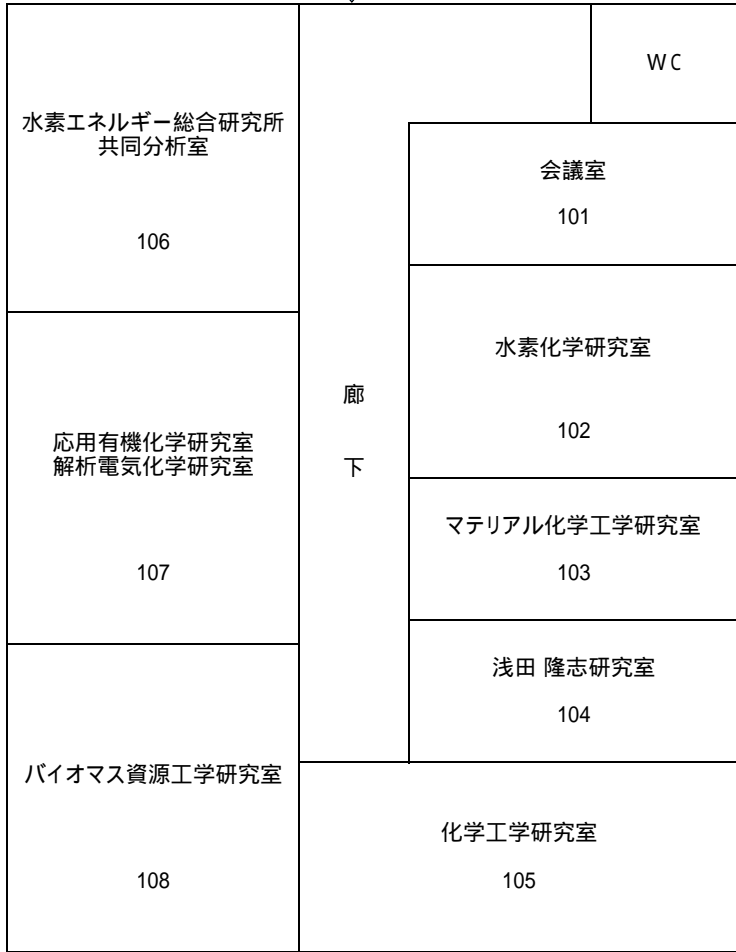 WC
水素エネルギー総合研究所
共同分析室
106
会議室
101
水素化学研究室
102
廊
下
応用有機化学研究室
解析電気化学研究室
107
マテリアル化学工学研究室
103
浅田 隆志研究室
104
バイオマス資源工学研究室
108
化学工学研究室
105